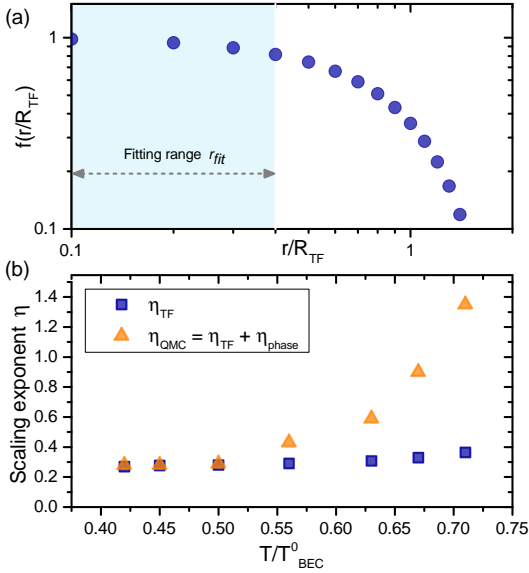 (a)
f(r/R_TF)
1
0.1
Fitting range r_fit
0.1
1
r/R_TF
(b)
Scaling exponent η
1.4
1.2
1.0
0.8
0.6
0.4
0.2
0.0
η_TF
η_QMC = η_TF + η_phase
0.40 0.45 0.50 0.55 0.60 0.65 0.70 0.75
T/T^0_BEC